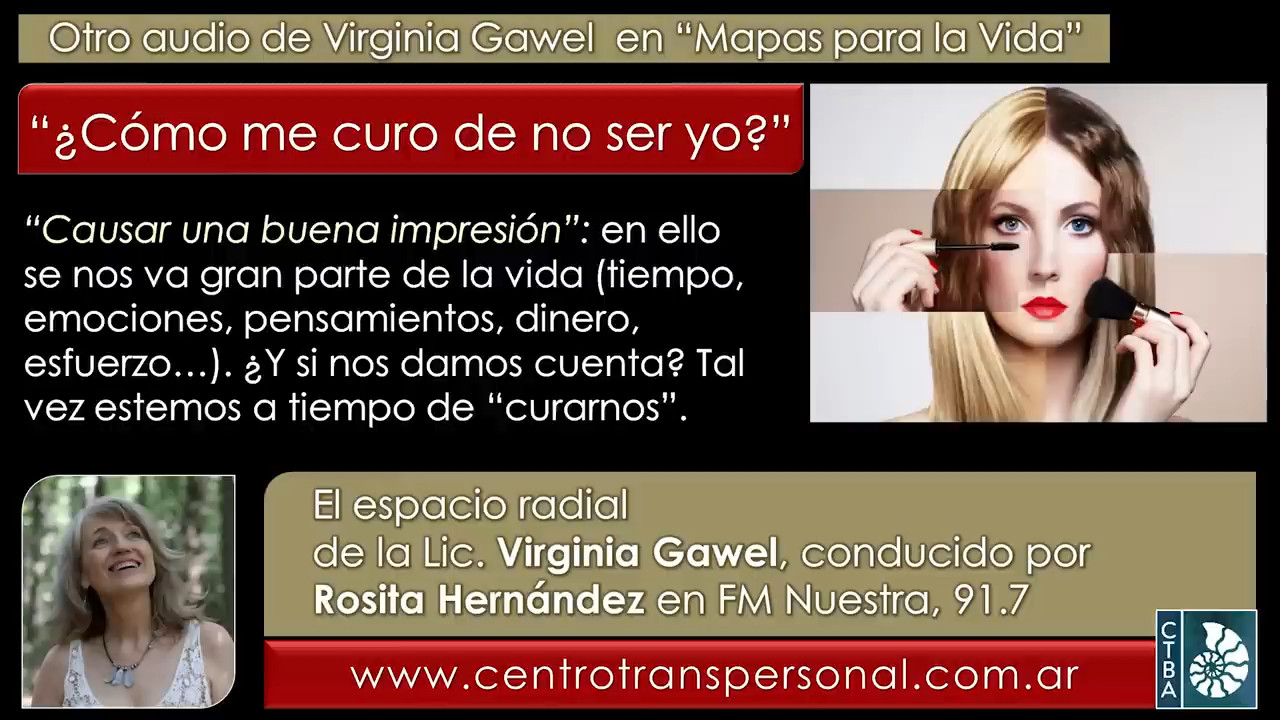 Otro audio de Virginia Gawel en “Mapas para la Vida”
“¿Cómo me curo de no ser yo?”
“Causar una buena impresión”: en ello
se nos va gran parte de la vida (tiempo,
emociones, pensamientos, dinero,
esfuerzo…). ¿Y si nos damos cuenta? Tal
vez estemos a tiempo de “curarnos”.
El espacio radial
de la Lic. Virginia Gawel, conducido por
Rosita Hernández en FM Nuestra, 91.7
www.centrotranspersonal.com.ar
CTBA